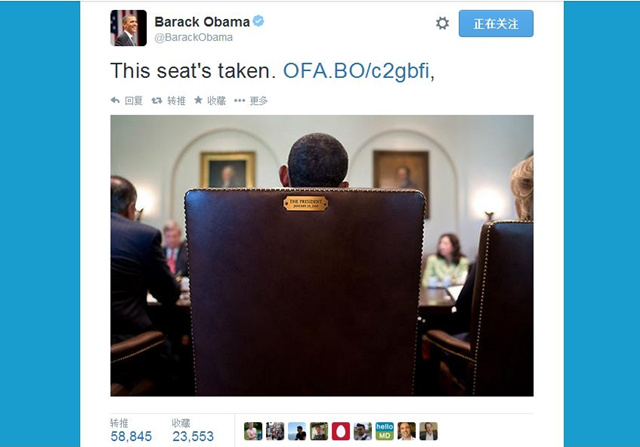 Barack Obama
@BarackObama
正在关注
This seat's taken. OFA.BO/c2gbfi,
回复 转推 收藏 更多
THE PRESIDENT
转推 收藏
58,845 23,553
hello
MD